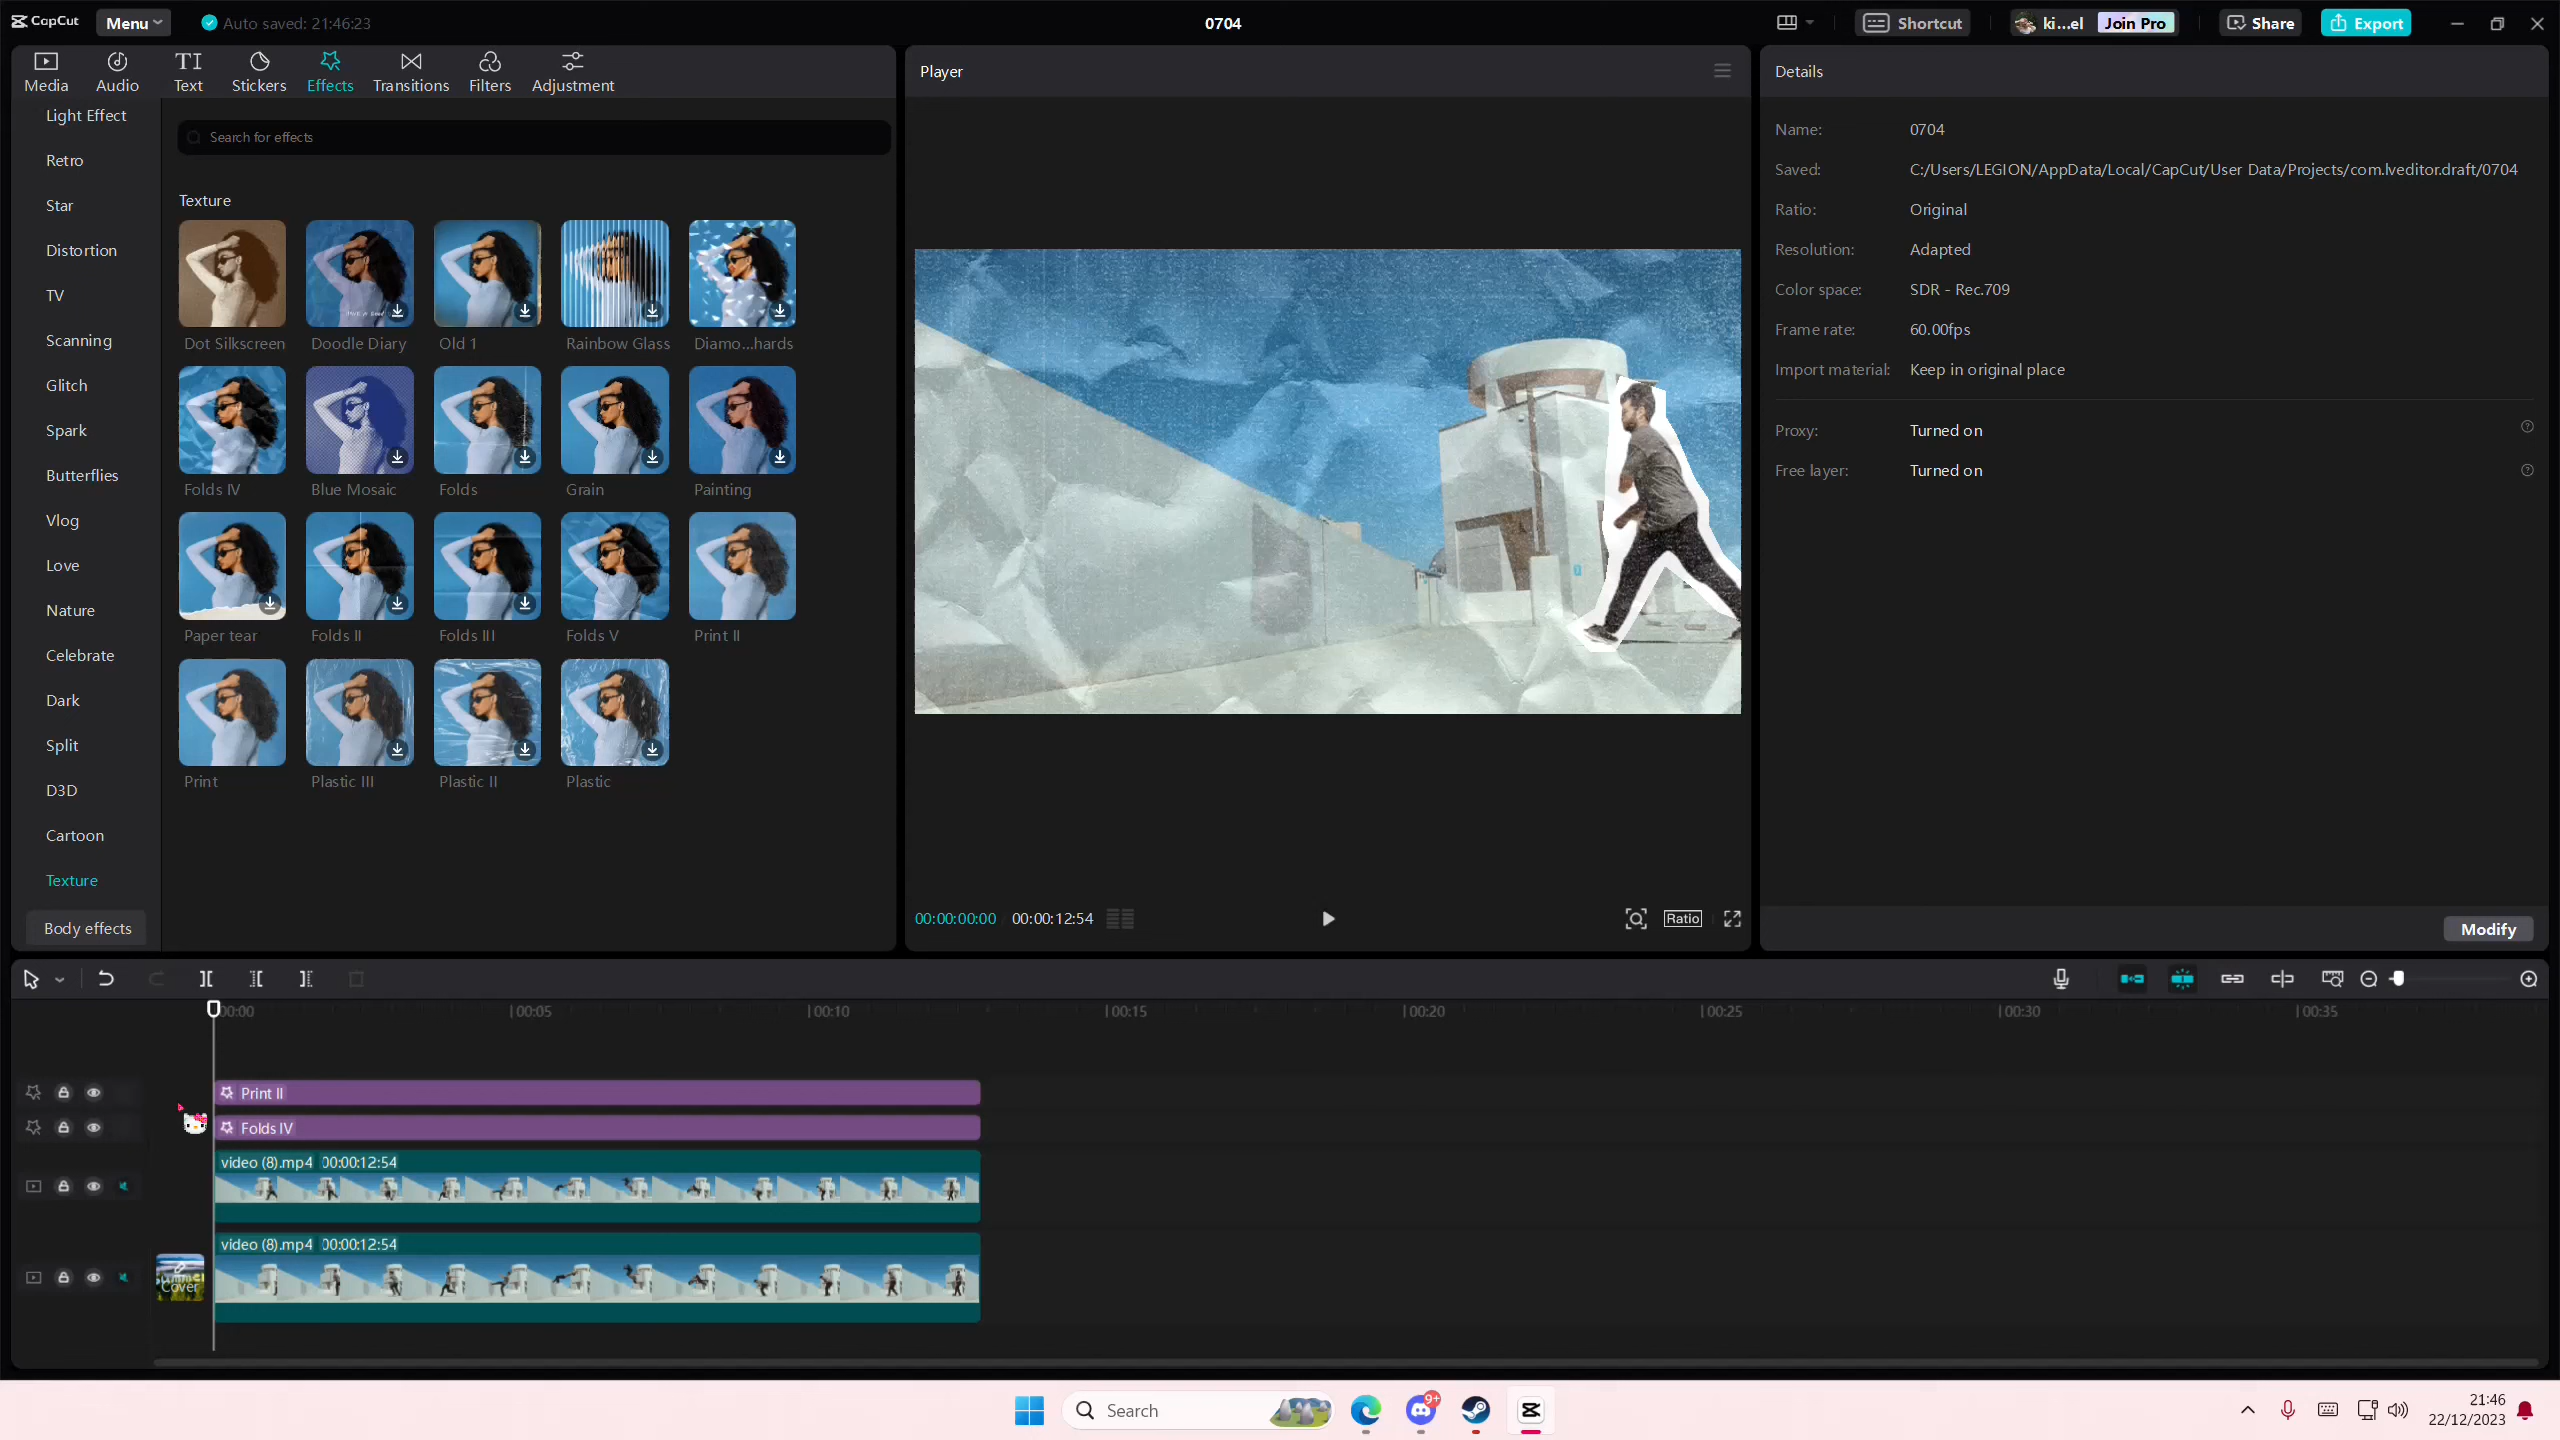 CapCut
Menu
Auto saved: 21:46:23
0704
Shortcut
ki...el
Join Pro
Share
Export
Media
Audio
Text
Stickers
Effects
Transitions
Filters
Adjustment
Light Effect
Retro
Star
Distortion
TV
Scanning
Glitch
Spark
Butterflies
Vlog
Love
Nature
Celebrate
Dark
Split
D3D
Cartoon
Texture
Body effects
Search for effects
Texture
Dot Silkscreen
Doodle Diary
Old 1
Rainbow Glass
Diamo...hards
Folds IV
Blue Mosaic
Folds
Grain
Painting
Paper tear
Folds II
Folds III
Folds V
Print II
Print
Plastic III
Plastic II
Plastic
Player
00:00:00:00
00:00:12:54
Ratio
Details
Name:
0704
Saved:
C:/Users/LEGION/AppData/Local/CapCut/User Data/Projects/com.lveditor.draft/0704
Ratio:
Original
Resolution:
Adapted
Color space:
SDR - Rec.709
Frame rate:
60.00fps
Import material:
Keep in original place
Proxy:
Turned on
Free layer:
Turned on
Modify
00:00
00:05
00:10
00:15
00:20
00:25
00:30
00:35
Print II
Folds IV
video (8).mp4 00:00:12:54
video (8).mp4 00:00:12:54
Cover
Search
9+
21:46
22/12/2023